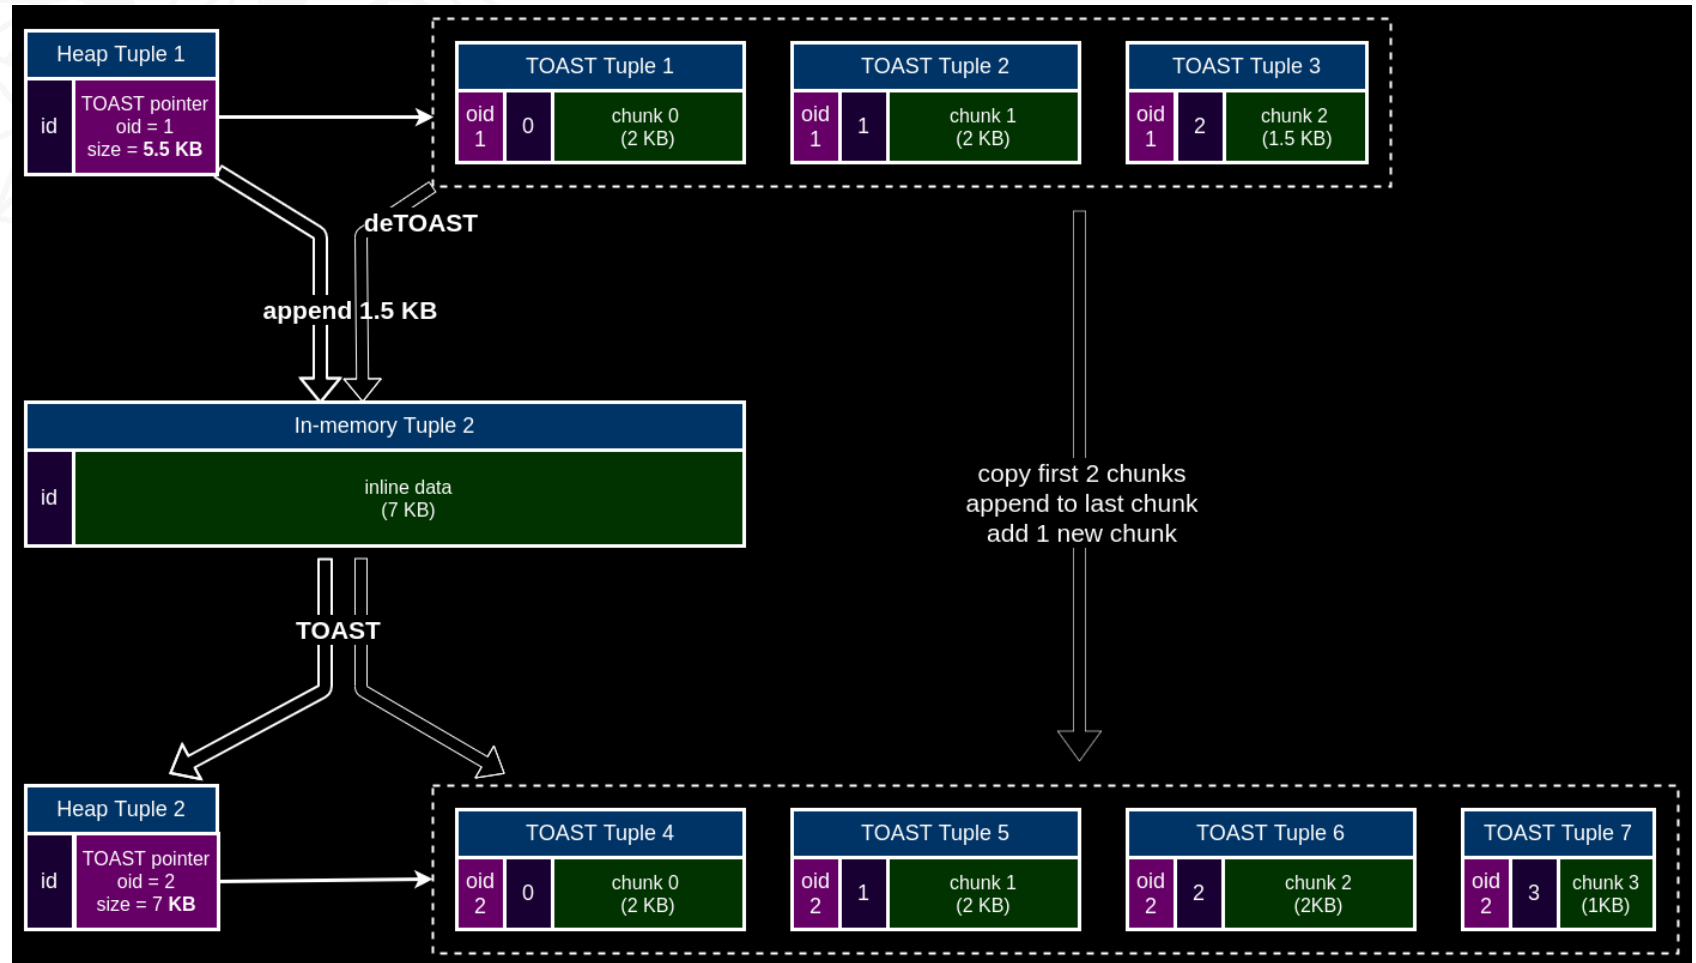 Heap Tuple 1
id
TOAST pointer
oid = 1
size = 5.5 KB
TOAST Tuple 1
oid
1
0
chunk 0
(2 KB)
TOAST Tuple 2
oid
1
1
chunk 1
(2 KB)
TOAST Tuple 3
oid
1
2
chunk 2
(1.5 KB)
deTOAST
append 1.5 KB
In-memory Tuple 2
id
inline data
(7 KB)
copy first 2 chunks
append to last chunk
add 1 new chunk
TOAST
Heap Tuple 2
id
TOAST pointer
oid = 2
size = 7 KB
TOAST Tuple 4
oid
2
0
chunk 0
(2 KB)
TOAST Tuple 5
oid
2
1
chunk 1
(2 KB)
TOAST Tuple 6
oid
2
2
chunk 2
(2KB)
TOAST Tuple 7
oid
2
3
chunk 3
(1KB)